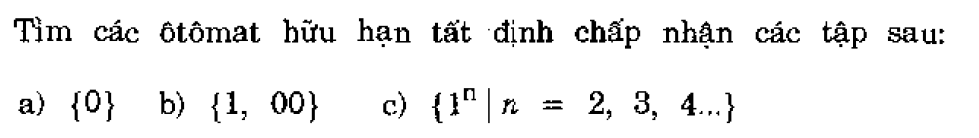 Tìm các ôtômat hữu hạn tất định chấp nhận các tập sau:
a) {0} b) {1, 00} c) {1ⁿ | n = 2, 3, 4...}